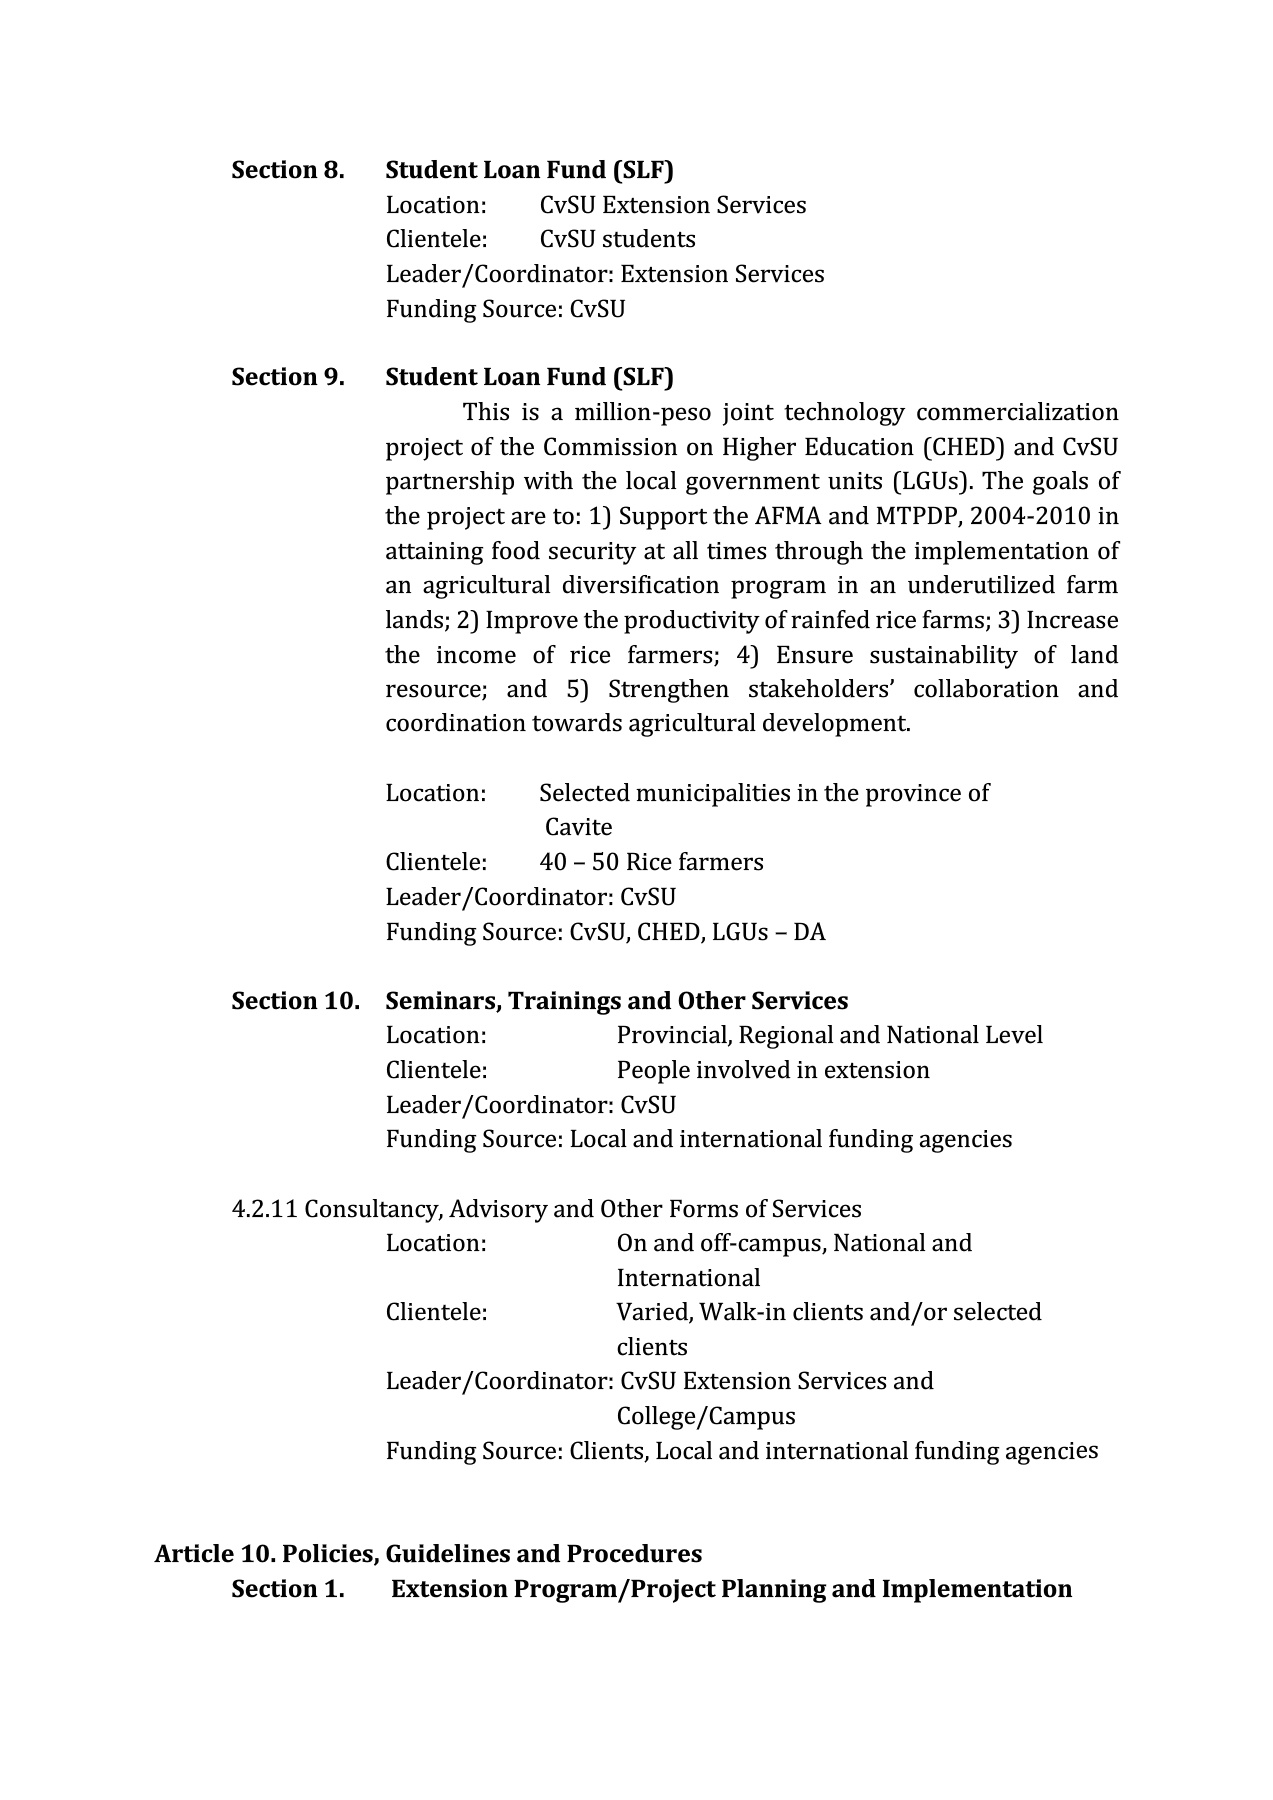 Section 8. Student Loan Fund (SLF)
Location: CvSU Extension Services
Clientele: CvSU students
Leader/Coordinator: Extension Services
Funding Source: CvSU
Section 9. Student Loan Fund (SLF)
This is a million-peso joint technology commercialization
project of the Commission on Higher Education (CHED) and CvSU
partnership with the local government units (LGUs). The goals of
the project are to: 1) Support the AFMA and MTPDP, 2004-2010 in
attaining food security at all times through the implementation of
an agricultural diversification program in an underutilized farm
lands; 2) Improve the productivity of rainfed rice farms; 3) Increase
the income of rice farmers; 4) Ensure sustainability of land
resource; and 5) Strengthen stakeholders’ collaboration and
coordination towards agricultural development.
Location: Selected municipalities in the province of
Cavite
Clientele: 40 – 50 Rice farmers
Leader/Coordinator: CvSU
Funding Source: CvSU, CHED, LGUs – DA
Section 10. Seminars, Trainings and Other Services
Location: Provincial, Regional and National Level
Clientele: People involved in extension
Leader/Coordinator: CvSU
Funding Source: Local and international funding agencies
4.2.11 Consultancy, Advisory and Other Forms of Services
Location: On and off-campus, National and
International
Clientele: Varied, Walk-in clients and/or selected
clients
Leader/Coordinator: CvSU Extension Services and
College/Campus
Funding Source: Clients, Local and international funding agencies
Article 10. Policies, Guidelines and Procedures
Section 1. Extension Program/Project Planning and Implementation